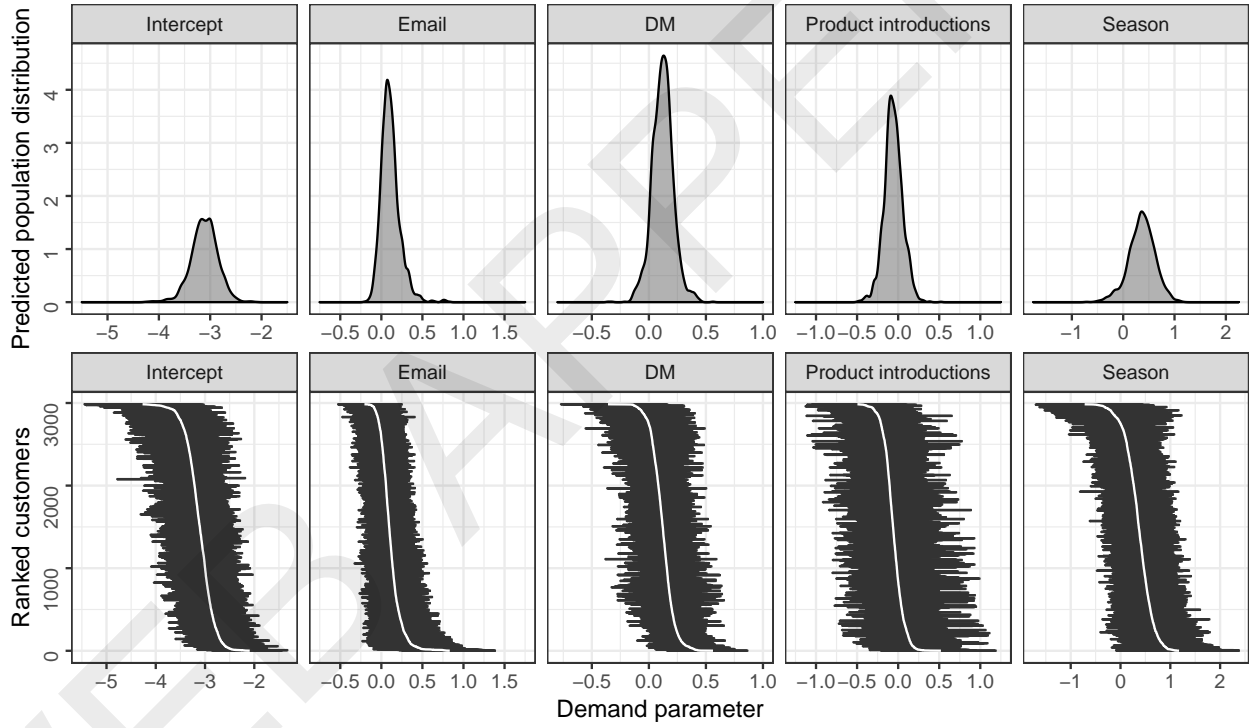 Intercept Email DM Product introductions Season
Predicted population distribution
4
3
2
1
0
−5 −4 −3 −2 −0.5 0.0 0.5 1.0 1.5 −0.5 0.0 0.5 1.0 −1.0 −0.5 0.0 0.5 1.0 −1 0 1 2
Intercept Email DM Product introductions Season
Ranked customers
3000
2000
1000
0
−5 −4 −3 −2 −0.5 0.0 0.5 1.0 1.5 −0.5 0.0 0.5 1.0 −1.0 −0.5 0.0 0.5 1.0 −1 0 1 2
Demand parameter